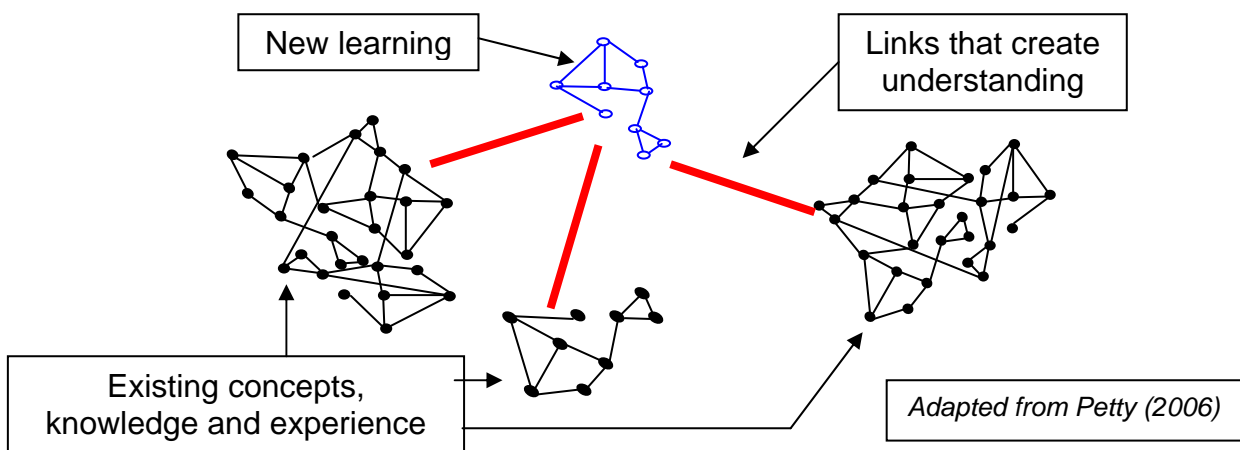 New learning
Links that create
understanding
Existing concepts,
knowledge and experience
Adapted from Petty (2006)